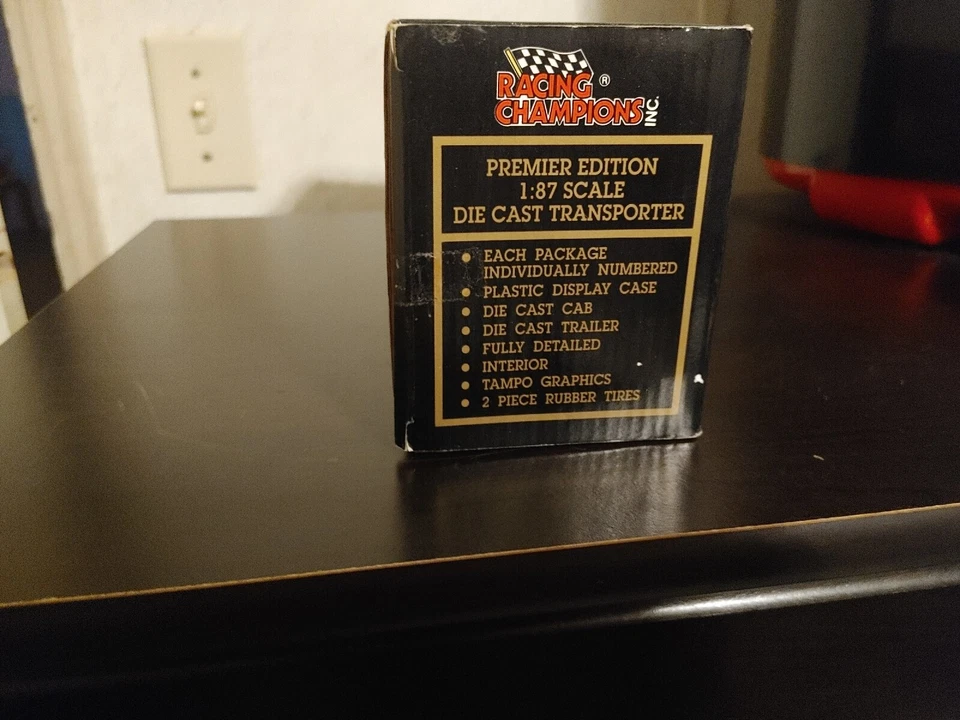 RACING ®
CHAMPIONS INC.
PREMIER EDITION
1:87 SCALE
DIE CAST TRANSPORTER
• EACH PACKAGE
INDIVIDUALLY NUMBERED
• PLASTIC DISPLAY CASE
• DIE CAST CAB
• DIE CAST TRAILER
• FULLY DETAILED
• INTERIOR
• TAMPO GRAPHICS
• 2 PIECE RUBBER TIRES